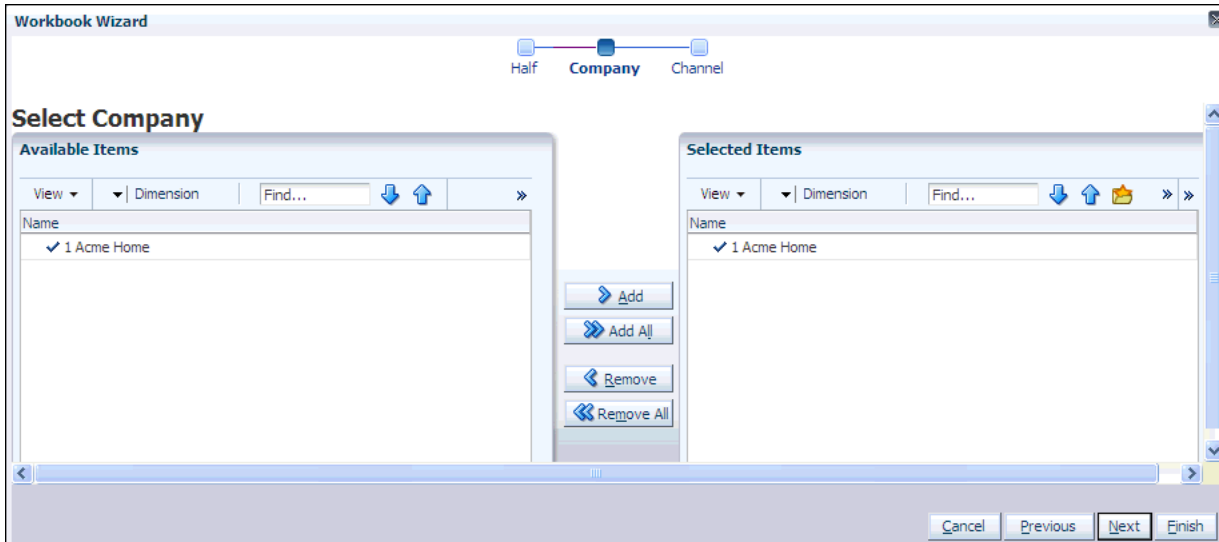 Workbook Wizard
Half Company Channel
Select Company
Available Items
View Dimension Find...
Name
1 Acme Home
Add
Add All
Remove
Remove All
Selected Items
View Dimension Find...
Name
1 Acme Home
Cancel Previous Next Finish